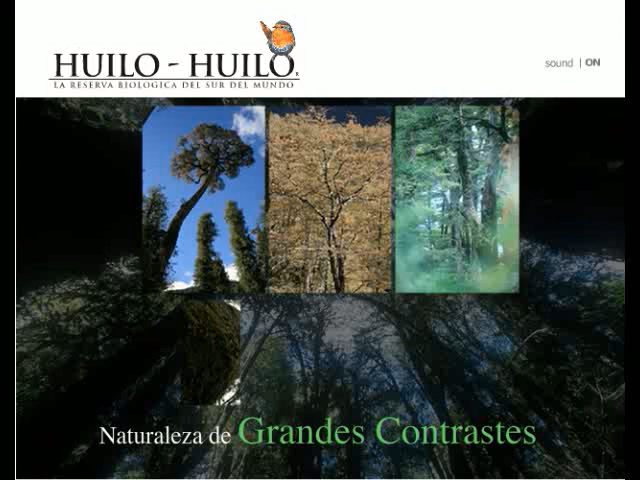 HUILO - HUILO
LA RESERVA BIOLOGICA DEL SUR DEL MUNDO
sound | ON
Naturaleza de Grandes Contrastes